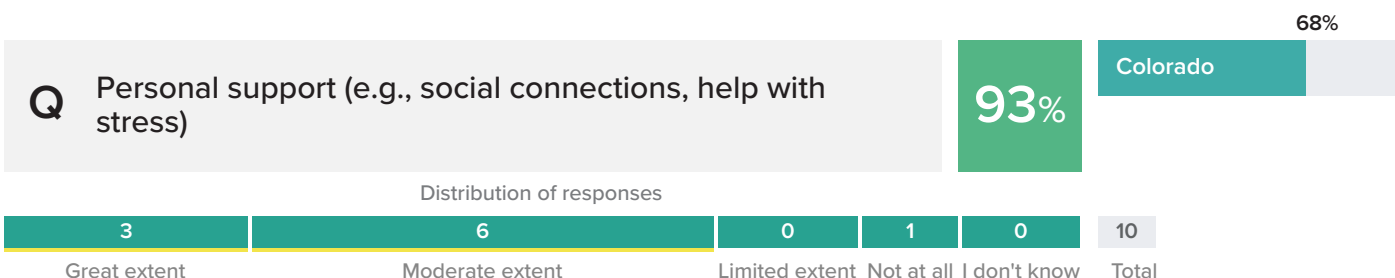 68%
Q Personal support (e.g., social connections, help with
stress)
93%
Colorado
Distribution of responses
3 6 0 1 0 10
Great extent Moderate extent Limited extent Not at all I don't know Total